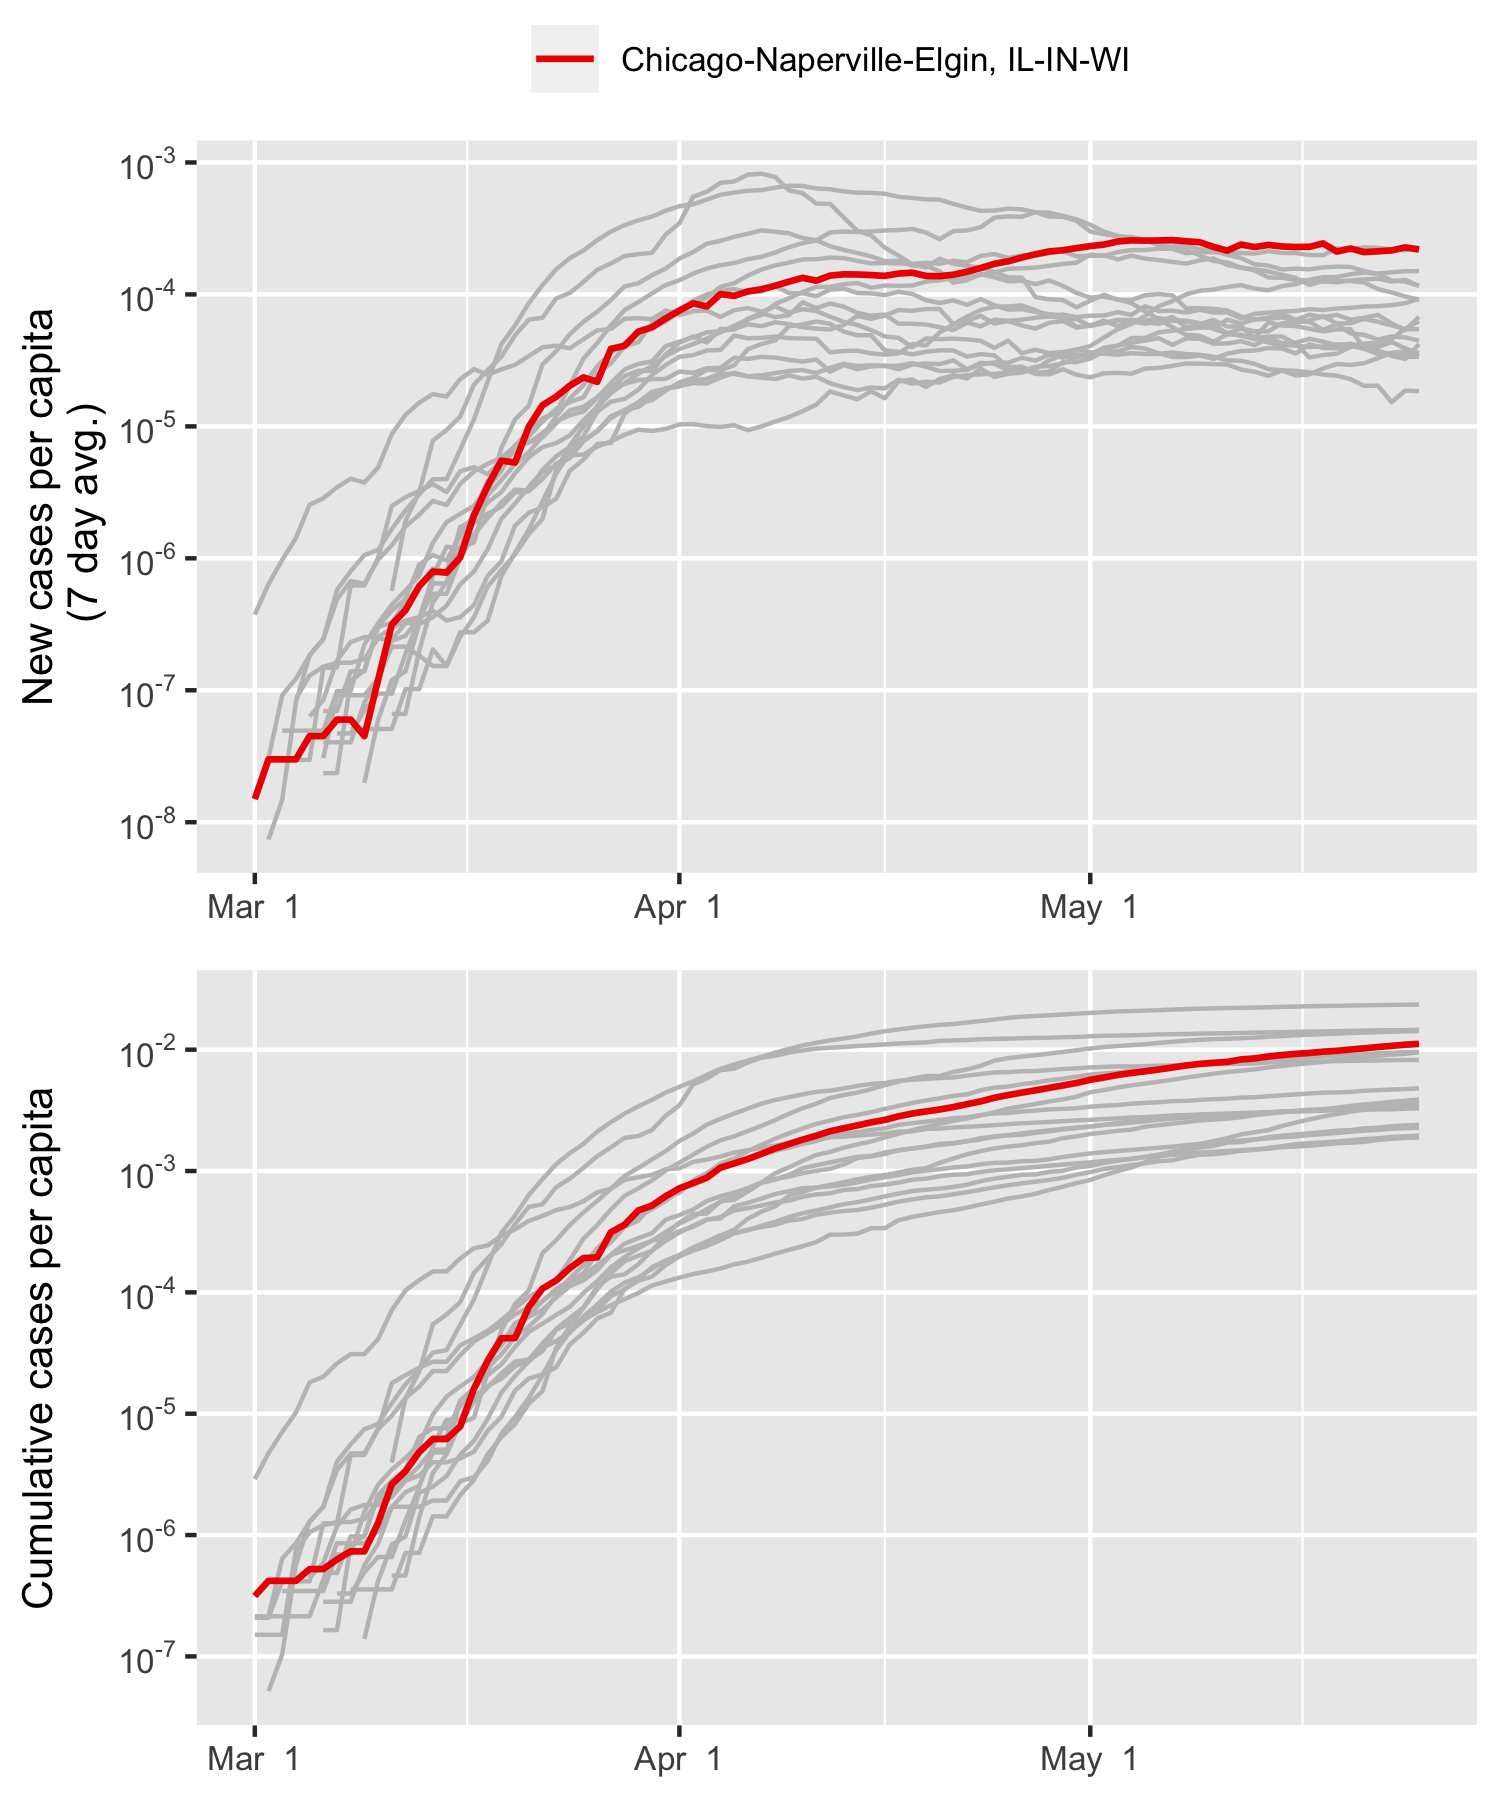 Chicago-Naperville-Elgin, IL-IN-WI
New cases per capita
(7 day avg.)
10-3
10-4
10-5
10-6
10-7
10-8
Mar 1 Apr 1 May 1
Cumulative cases per capita
10-2
10-3
10-4
10-5
10-6
10-7
Mar 1 Apr 1 May 1